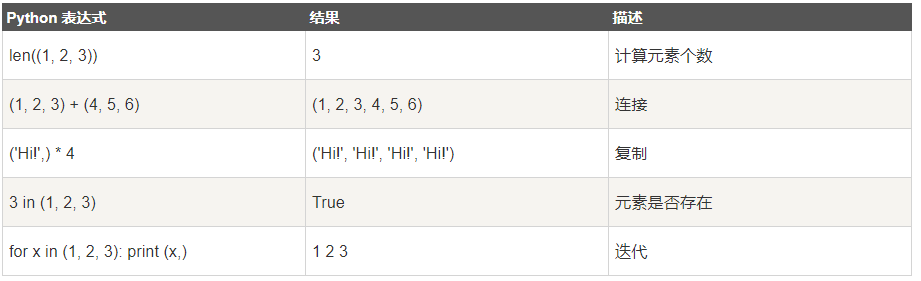 Python 表达式 结果 描述
len((1, 2, 3)) 3 计算元素个数
(1, 2, 3) + (4, 5, 6) (1, 2, 3, 4, 5, 6) 连接
('Hi!',) * 4 ('Hi!', 'Hi!', 'Hi!', 'Hi!') 复制
3 in (1, 2, 3) True 元素是否存在
for x in (1, 2, 3): print (x,) 1 2 3 迭代